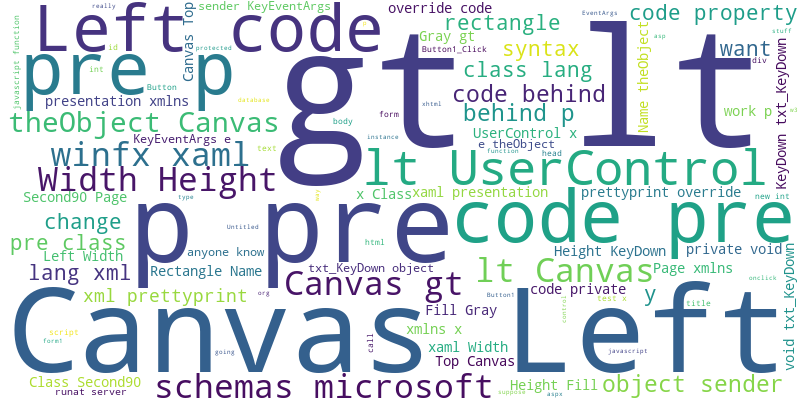 really
sender KeyEventArgs
override code
rectangle
code property
EventArgs
stuff
Left code
Canvas Top
gt lt
Gray gt
Button1_Click
syntax
want
asp
javascript function
id
protected
pre p
int
Button
class lang
div
presentation xmlns
database
form
xhtml
code behind
Name theObject
work p
theObject Canvas
body
behind p
KeyEventArgs e
instance
UserControl x
e theObject
winfx xaml
text
function
head
lt UserControl
KeyDown txt_KeyDown
Width Height
Second90 Page
type
x Class
xaml presentation
prettyprint override
new int
p pre
code pre
change
Untitled
pre class
anyone know
html
Height KeyDown
private void
Left Width
lang xml
Rectangle Name
txt_KeyDown object
lt Canvas
Page xmlns
onclick
Canvas gt
code private
xml prettyprint
org
Button!
test x
y
void txt_KeyDown
Canvas Left
Fill Gray
title
xmlns x
control
script
form1
call
xaml Width
javascript
going
Top Canvas
Class Second90
schemas microsoft
Height Fill
object sender
runat server
suppose
aspx